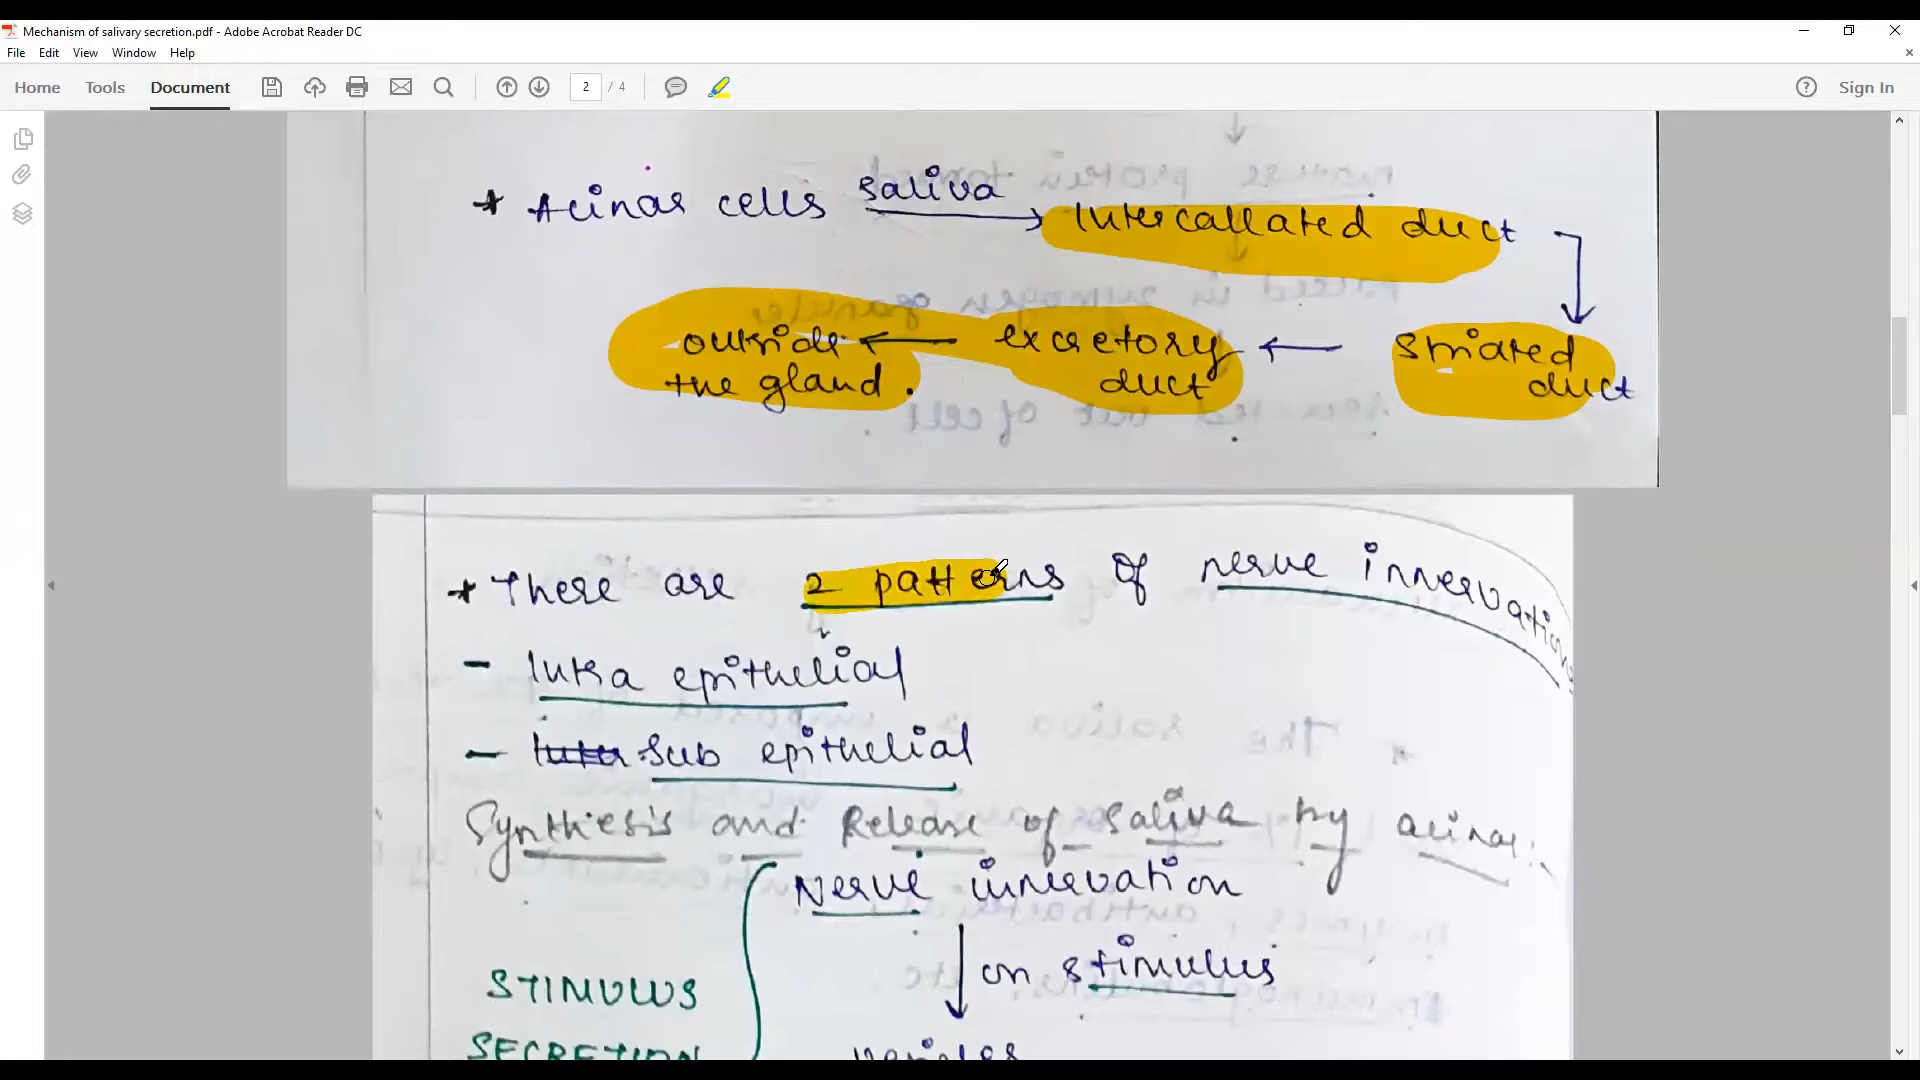 Mechanism of salivary secretion.pdf - Adobe Acrobat Reader DC
File Edit View Window Help
Home Tools Document 2 / 4 Sign In
* Acinar cells saliva → Intercallated duct
outside ← excretory ← Striated
the gland. duct duct
* There are 2 patterns of nerve innervation
- Intra epithelial
- Sub epithelial
Synthesis and Release of saliva by acinar:
Nerve innervation
on stimulus
STIMULUS
SECRETION